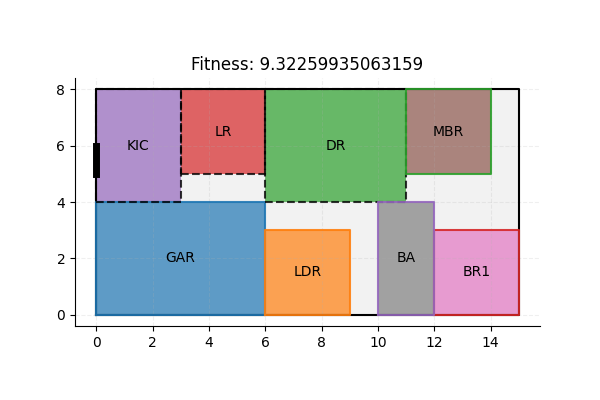 Fitness: 9.32259935063159
8
6
4
2
0
KIC
LR
DR
MBR
GAR
LDR
BA
BR1
0 2 4 6 8 10 12 14